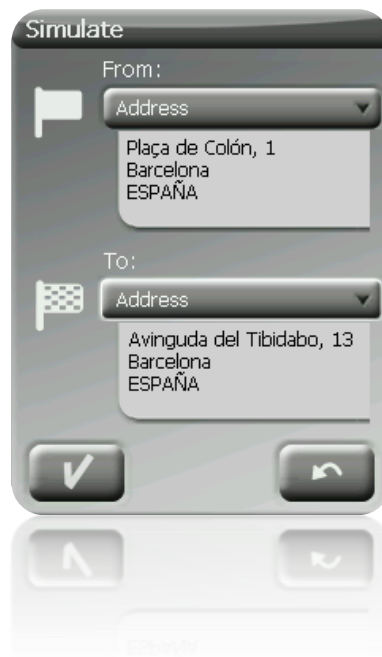 Simulate
From:
Address
Plaça de Colón, 1
Barcelona
ESPAÑA
To:
Address
Avinguda del Tibidabo, 13
Barcelona
ESPAÑA